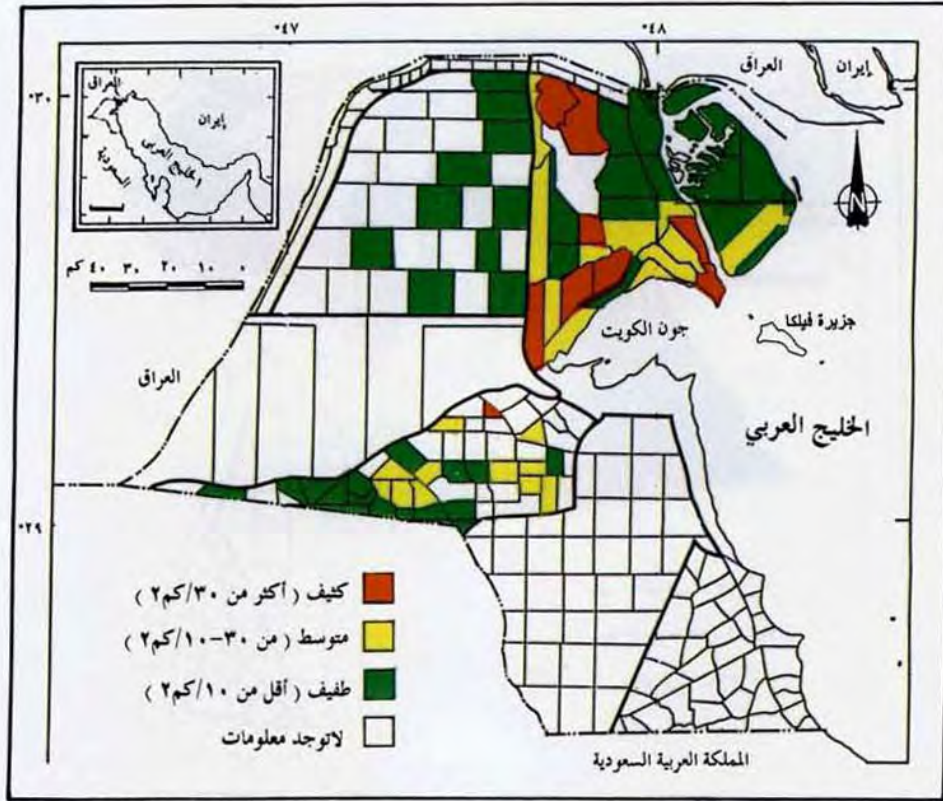 °٤٧
°٤٨
°٣٠
°٢٩
العراق
إيران
الخليج العربي
السعودية
العراق
إيران
٤٠ ٣٠ ٢٠ ١٠ ٠ كم
N
جزيرة فيلكا
جون الكويت
العراق
الخليج العربي
كثيف ( أكثر من ٣٠/كم٢ )
متوسط ( من ٣٠-١٠/كم٢ )
طفيف ( أقل من ١٠/كم٢ )
لاتوجد معلومات
المملكة العربية السعودية